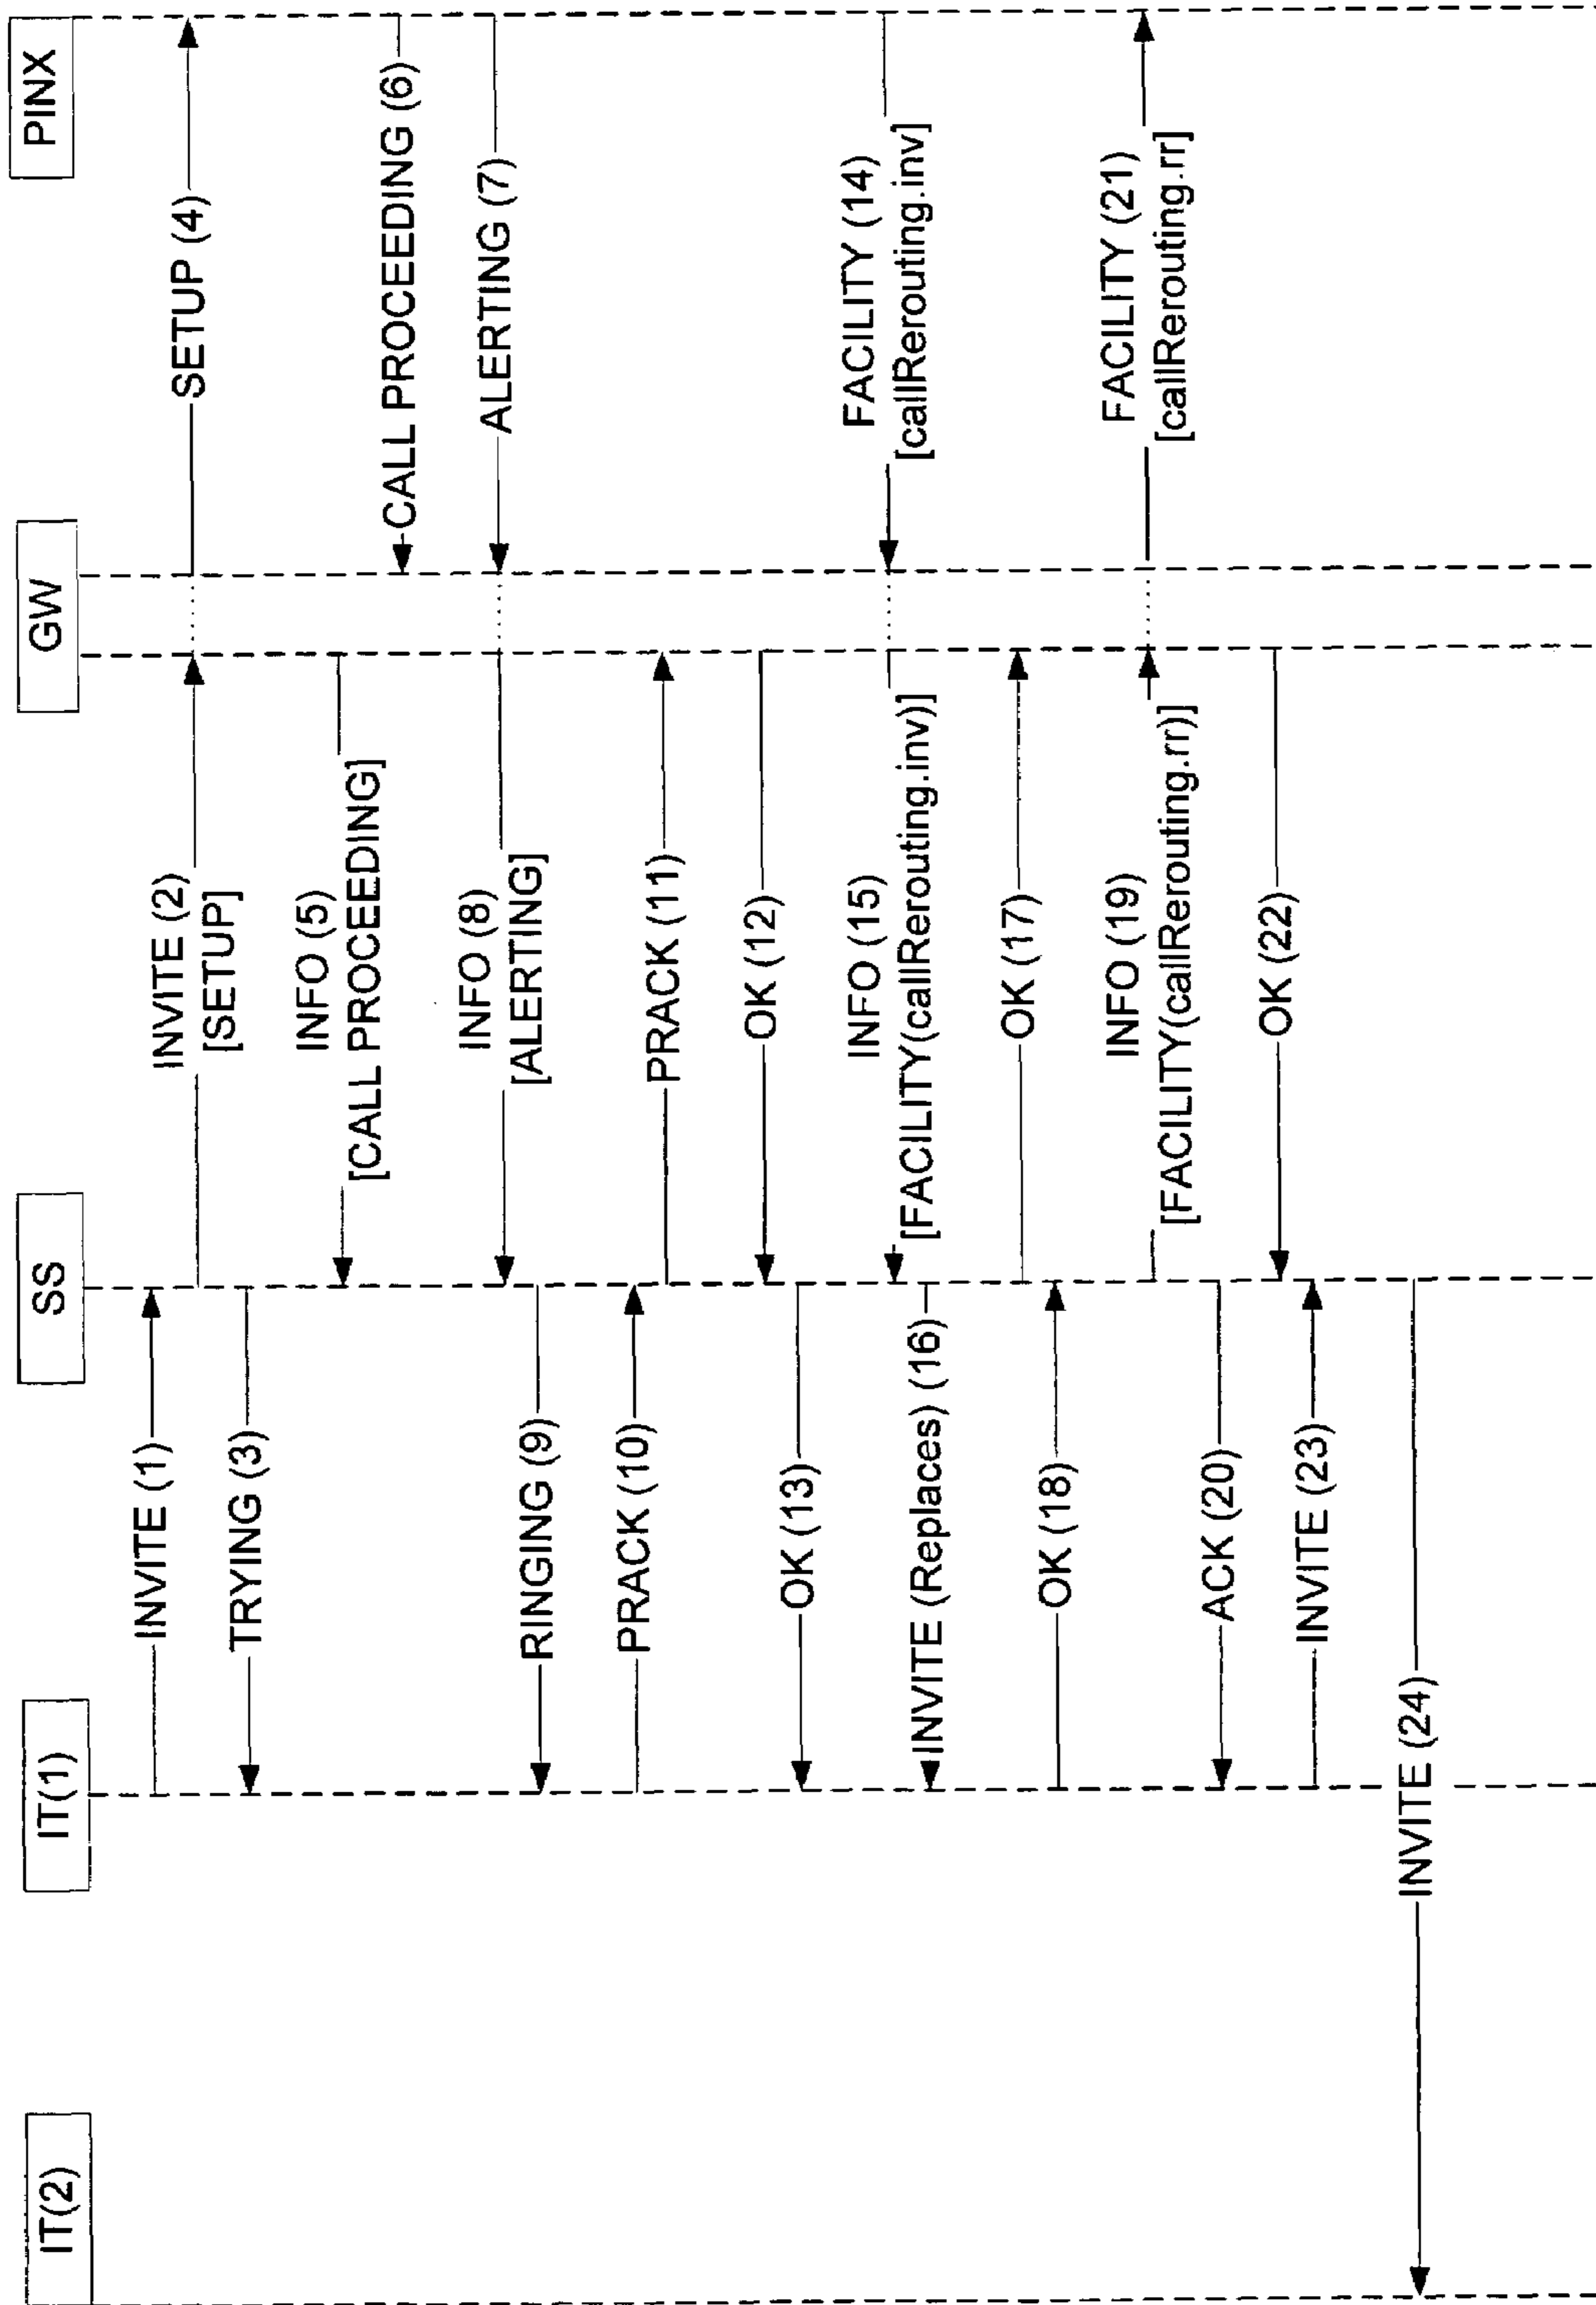 IT(2)
IT(1)
SS
GW
PINX
INVITE (1)
INVITE (2)
[SETUP]
TRYING (3)
SETUP (4)
INFO (5)
[CALL PROCEEDING]
CALL PROCEEDING (6)
ALERTING (7)
INFO (8)
[ALERTING]
RINGING (9)
PRACK (10)
PRACK (11)
OK (12)
OK (13)
FACILITY (14)
[callRerouting.inv]
INFO (15)
[FACILITY(callRerouting.inv)]
INVITE (Replaces) (16)
OK (17)
OK (18)
INFO (19)
[FACILITY(callRerouting.rr)]
ACK (20)
FACILITY (21)
[callRerouting.rr]
OK (22)
INVITE (23)
INVITE (24)